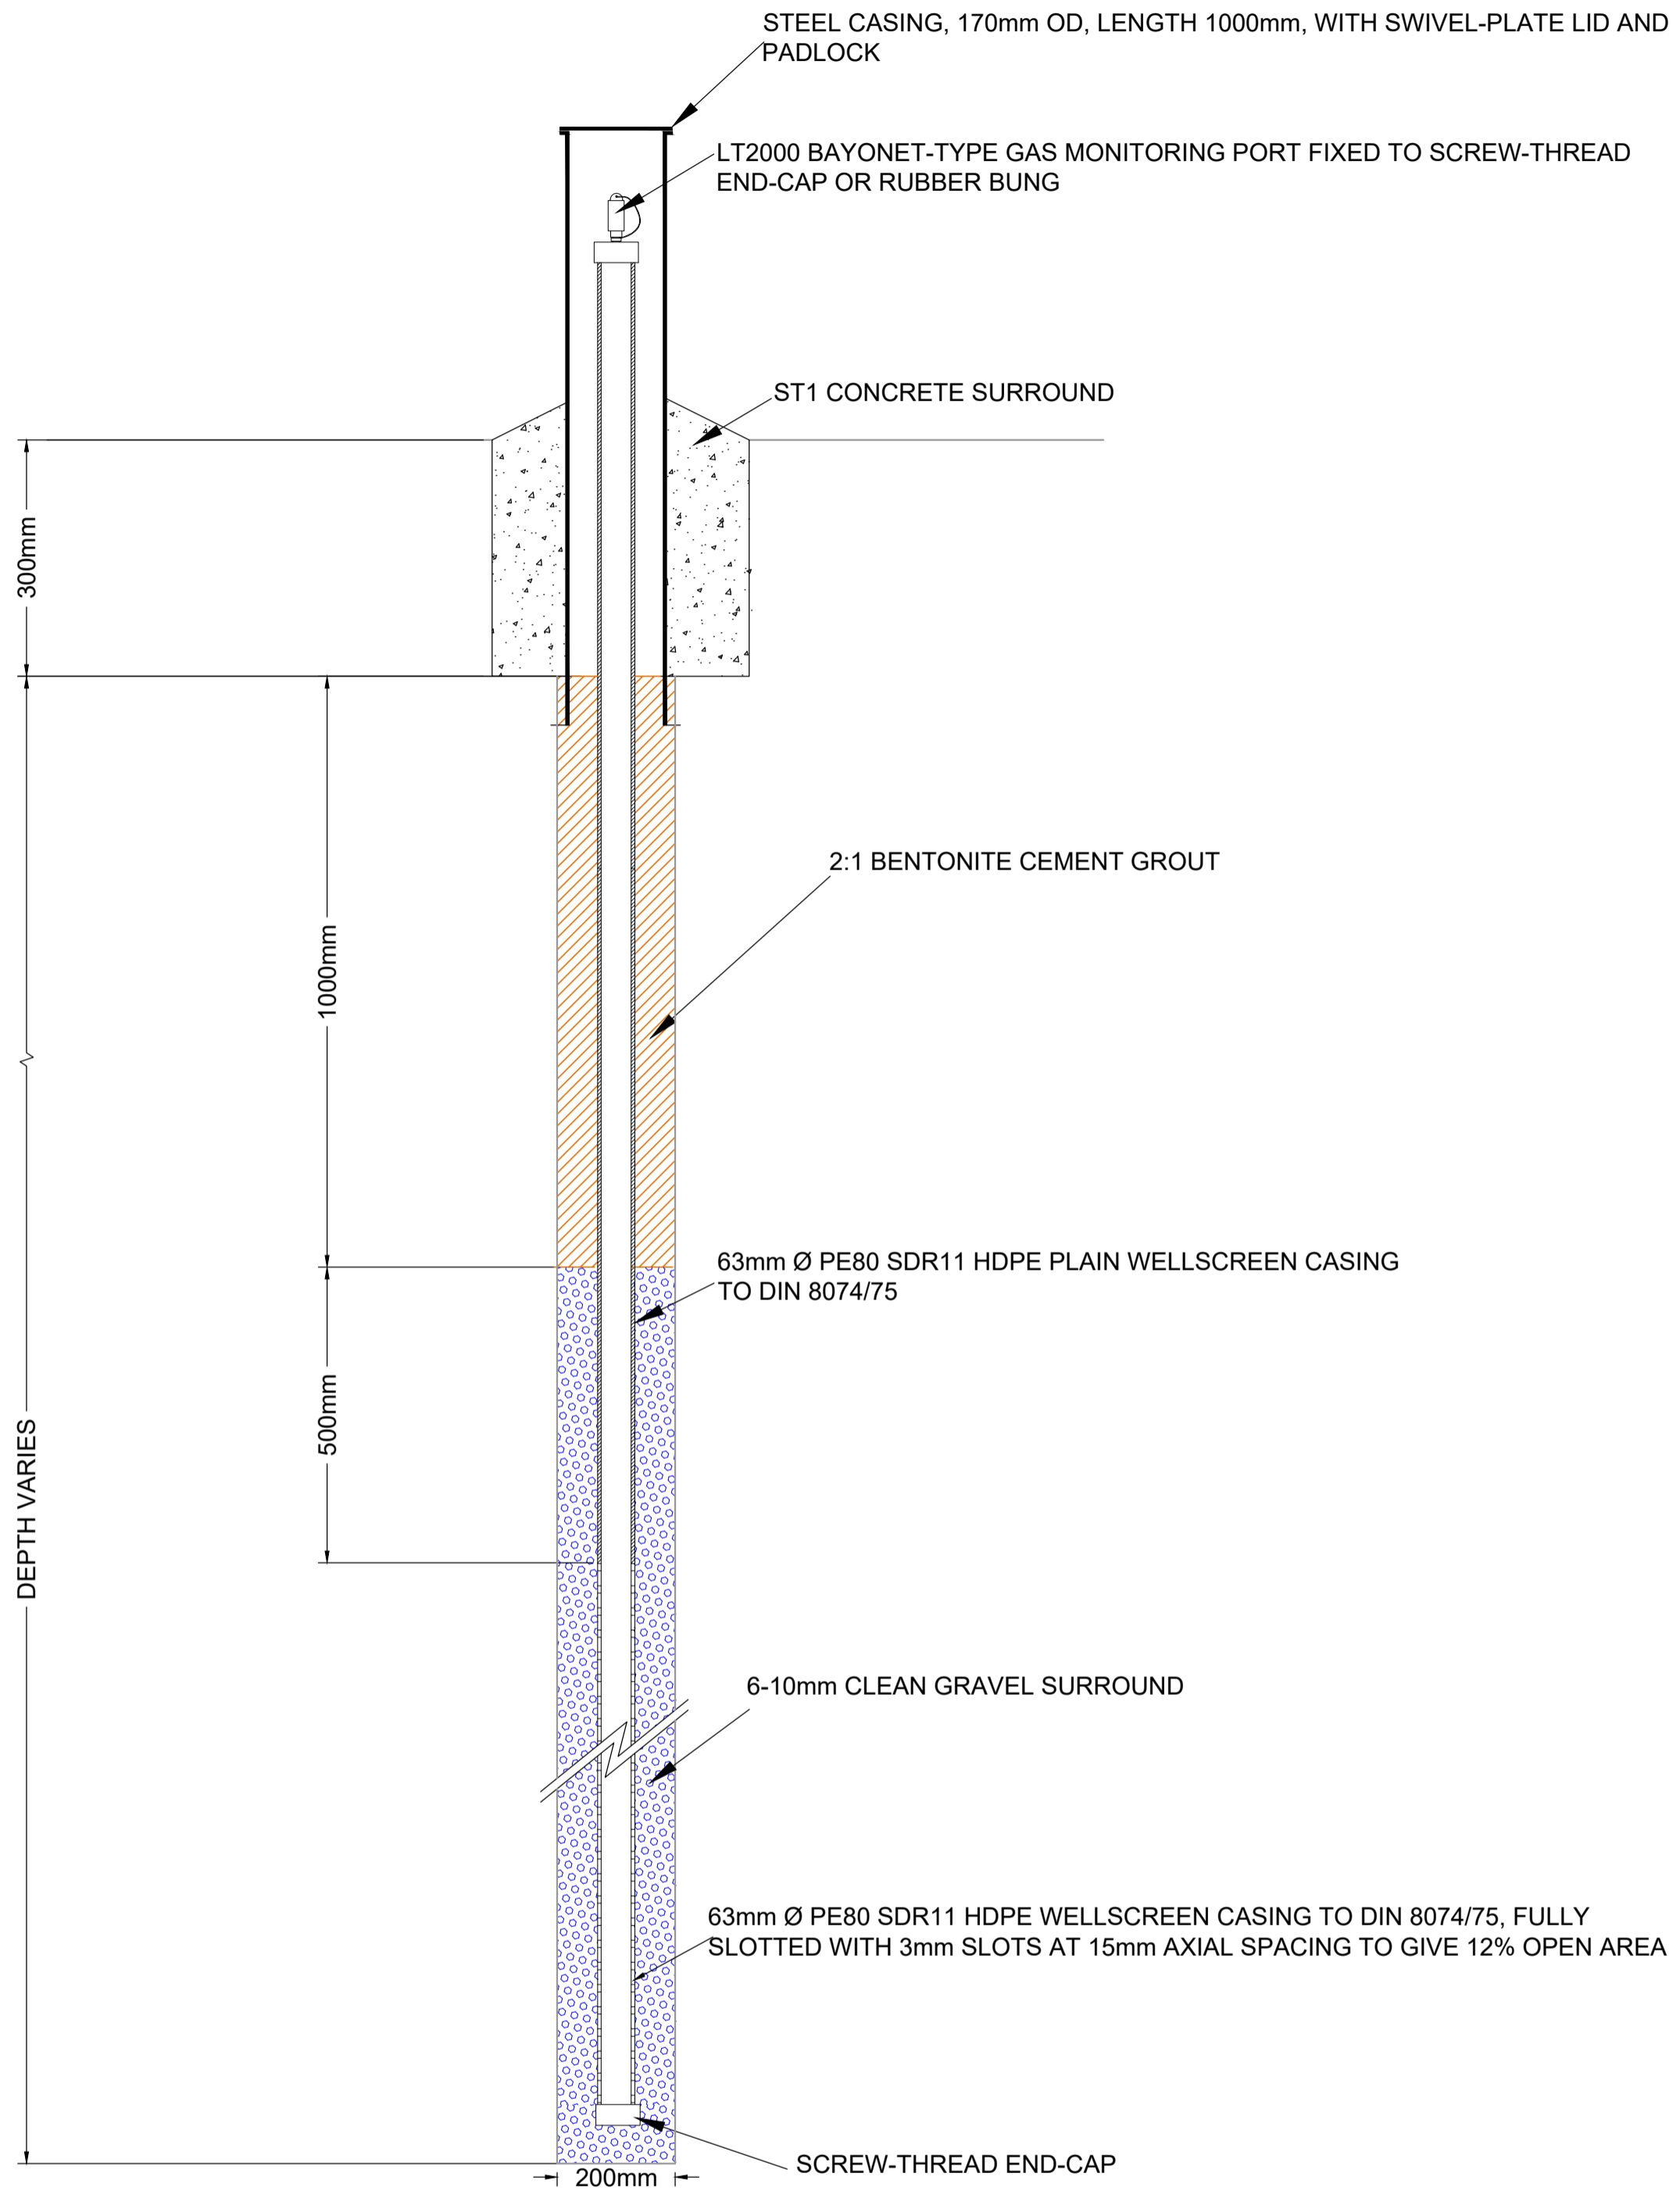 STEEL CASING, 170mm OD, LENGTH 1000mm, WITH SWIVEL-PLATE LID AND
PADLOCK
LT2000 BAYONET-TYPE GAS MONITORING PORT FIXED TO SCREW-THREAD
END-CAP OR RUBBER BUNG
ST1 CONCRETE SURROUND
300mm
2:1 BENTONITE CEMENT GROUT
1000mm
63mm Ø PE80 SDR11 HDPE PLAIN WELLSCREEN CASING
TO DIN 8074/75
500mm
DEPTH VARIES
6-10mm CLEAN GRAVEL SURROUND
63mm Ø PE80 SDR11 HDPE WELLSCREEN CASING TO DIN 8074/75, FULLY
SLOTTED WITH 3mm SLOTS AT 15mm AXIAL SPACING TO GIVE 12% OPEN AREA
SCREW-THREAD END-CAP
200mm